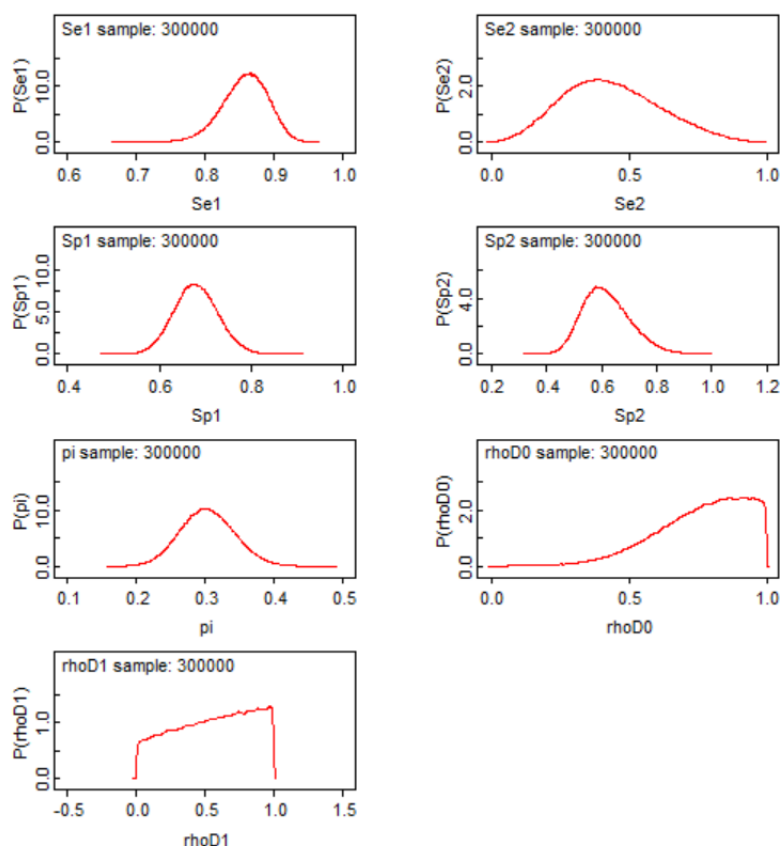 Se1 sample: 300000
P(Se1)
0.0 10.0
0.6 0.7 0.8 0.9 1.0
Se1
Se2 sample: 300000
P(Se2)
0.0 2.0
0.0 0.5 1.0
Se2
Sp1 sample: 300000
P(Sp1)
0.0 5.0 10.0
0.4 0.6 0.8 1.0
Sp1
Sp2 sample: 300000
P(Sp2)
0.0 4.0
0.2 0.4 0.6 0.8 1.0 1.2
Sp2
pi sample: 300000
P(pi)
0.0 10.0
0.1 0.2 0.3 0.4 0.5
pi
rhoD0 sample: 300000
P(rhoD0)
0.0 2.0
0.0 0.5 1.0
rhoD0
rhoD1 sample: 300000
P(rhoD1)
0.0 1.0
-0.5 0.0 0.5 1.0 1.5
rhoD1